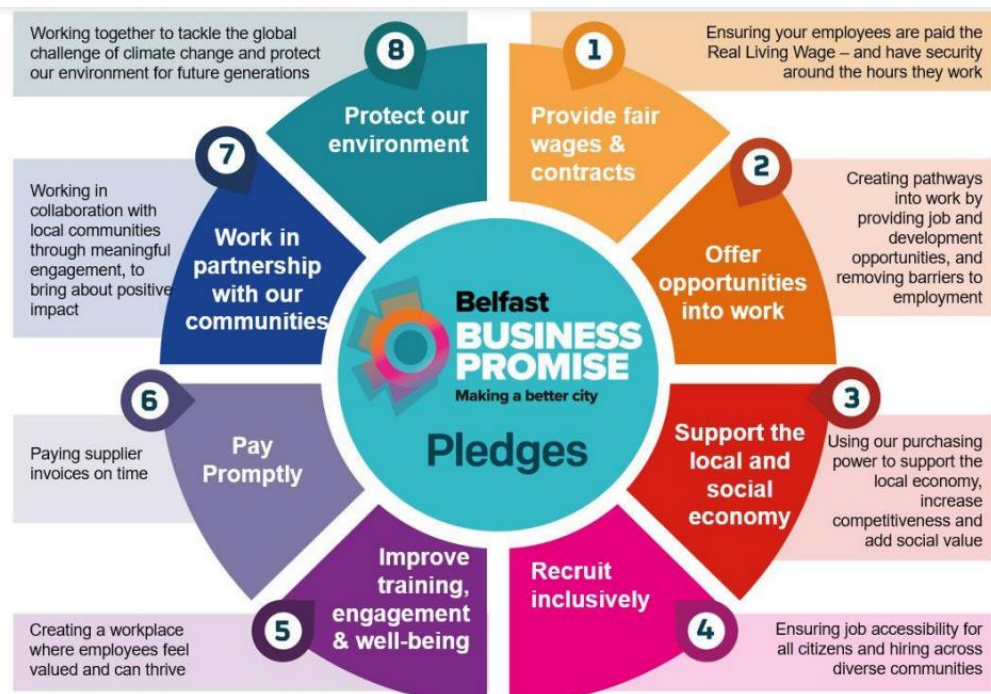 Belfast
BUSINESS
PROMISE
Making a better city
Pledges
1
Provide fair
wages &
contracts
Ensuring your employees are paid the
Real Living Wage – and have security
around the hours they work
2
Offer
opportunities
into work
Creating pathways
into work by
providing job and
development
opportunities, and
removing barriers to
employment
3
Support the
local and
social
economy
Using our purchasing
power to support the
local economy,
increase
competitiveness and
add social value
4
Recruit
inclusively
Ensuring job accessibility for
all citizens and hiring across
diverse communities
5
Improve
training,
engagement
& well-being
Creating a workplace
where employees feel
valued and can thrive
6
Pay
Promptly
Paying supplier
invoices on time
7
Work in
partnership
with our
communities
Working in
collaboration with
local communities
through meaningful
engagement, to
bring about positive
impact
8
Protect our
environment
Working together to tackle the global
challenge of climate change and protect
our environment for future generations